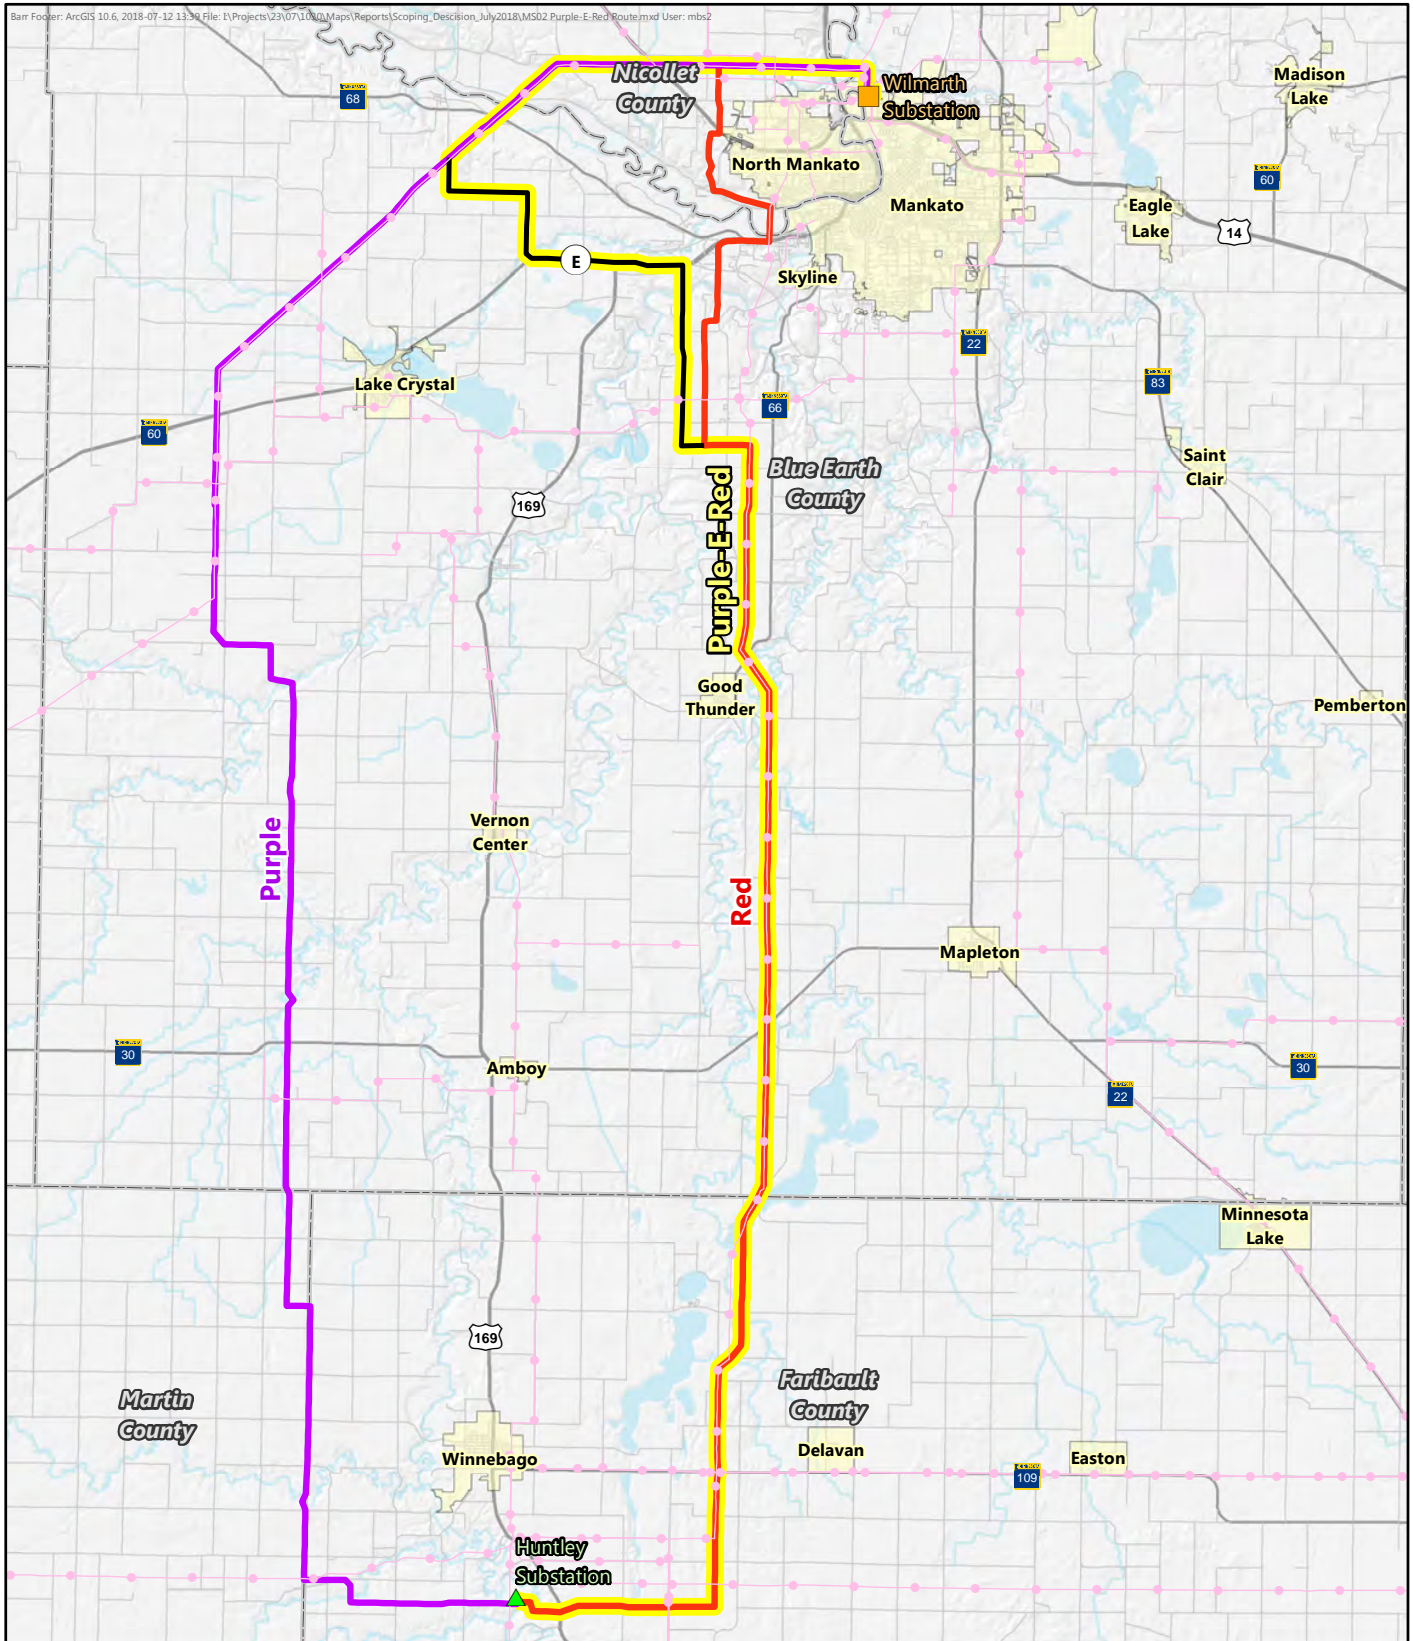 Barr Footer: ArcGIS 10.6, 2018-07-12 13:39 File: I:\Projects\23\07\1030\Maps\Reports\Scoping_Descision_July2018\MS02 Purple-E-Red Route.mxd User: mbs2
Nicollet
County
Wilmarth
Substation
Madison
Lake
68
North Mankato
Mankato
60
Eagle
Lake
14
E
Skyline
22
Lake Crystal
83
66
60
Saint
Clair
Blue Earth
County
169
Purple-E-Red
Good
Thunder
Pemberton
Vernon
Center
Purple
Red
Mapleton
30
Amboy
30
22
Minnesota
Lake
169
Martin
County
Faribault
County
Delavan
Winnebago
Easton
109
Huntley
Substation